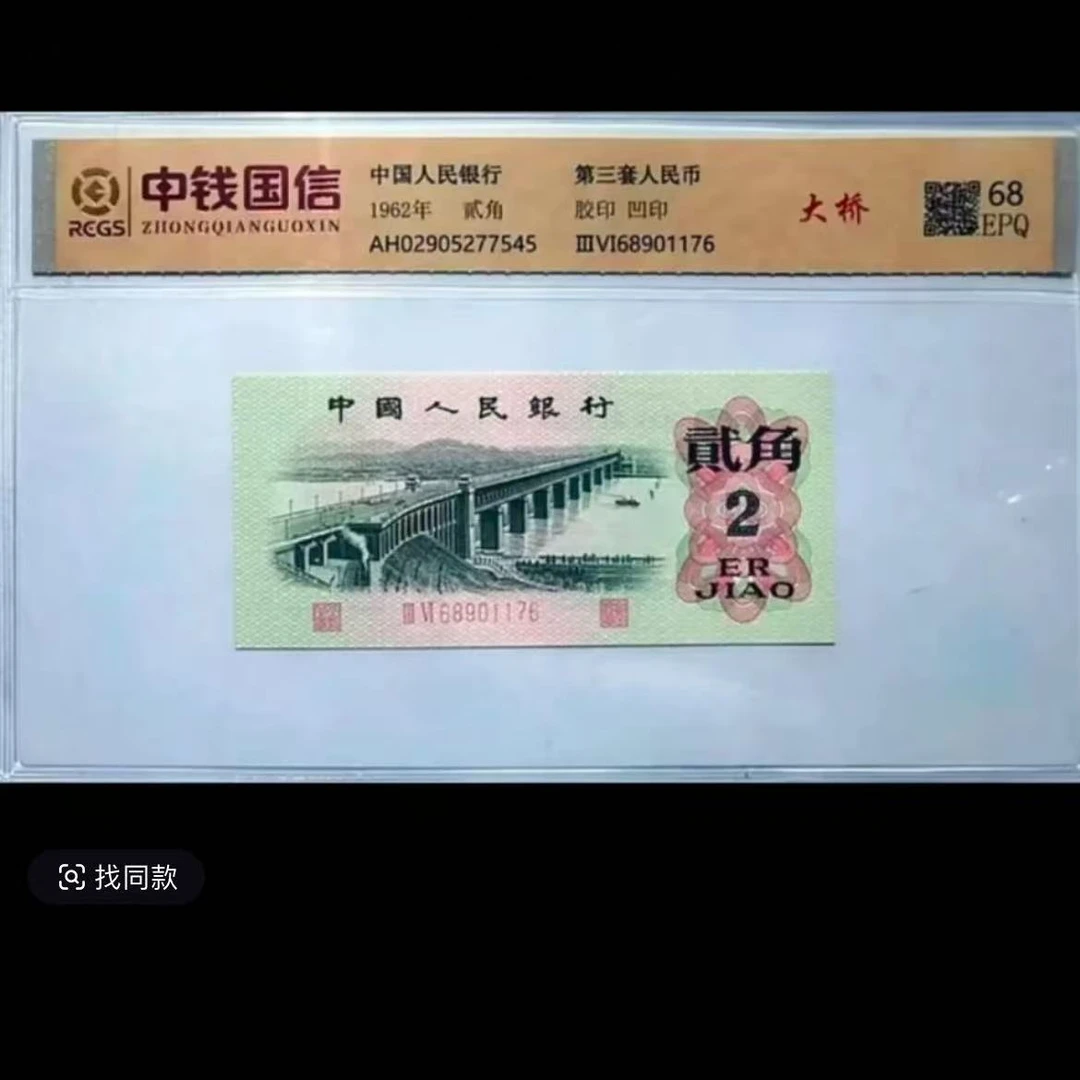 中钱国信
RCGS ZHONGQIANGUOXIN
中国人民银行 第三套人民币
1962年 贰角 胶印 凹印
AH02905277545 ⅢⅥ68901176
大桥
68
EPQ
中國人民銀行
貳角
2
ER
JIAO
ⅢⅥ68901176
找同款